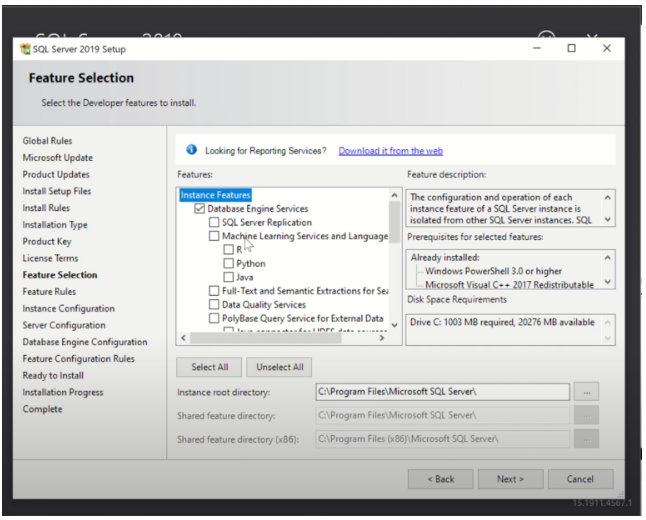 SQL Server 2019 Setup
Feature Selection
Select the Developer features to install.
Global Rules
Microsoft Update
Product Updates
Install Setup Files
Install Rules
Installation Type
Product Key
License Terms
Feature Selection
Feature Rules
Instance Configuration
Server Configuration
Database Engine Configuration
Feature Configuration Rules
Ready to Install
Installation Progress
Complete
Looking for Reporting Services? Download it from the web
Features:
Instance Features
Database Engine Services
SQL Server Replication
Machine Learning Services and Language
R
Python
Java
Full-Text and Semantic Extractions for Sea
Data Quality Services
PolyBase Query Service for External Data
Feature description:
The configuration and operation of each
instance feature of a SQL Server instance is
isolated from other SQL Server instances. SQL
Prerequisites for selected features:
Already installed:
Windows PowerShell 3.0 or higher
Microsoft Visual C++ 2017 Redistributable
Disk Space Requirements
Drive C: 1003 MB required, 20276 MB available
Select All
Unselect All
Instance root directory: C:\Program Files\Microsoft SQL Server\ ...
Shared feature directory: C:\Program Files\Microsoft SQL Server\ ...
Shared feature directory (x86): C:\Program Files (x86)\Microsoft SQL Server\ ...
< Back
Next >
Cancel
15.1911.4567.1